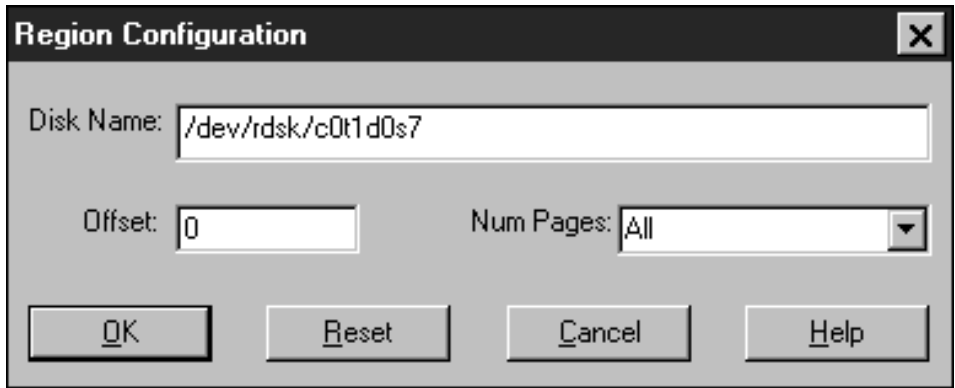 Region Configuration
Disk Name: /dev/rdsk/c0t1d0s7
Offset: 0 Num Pages: All
OK Reset Cancel Help